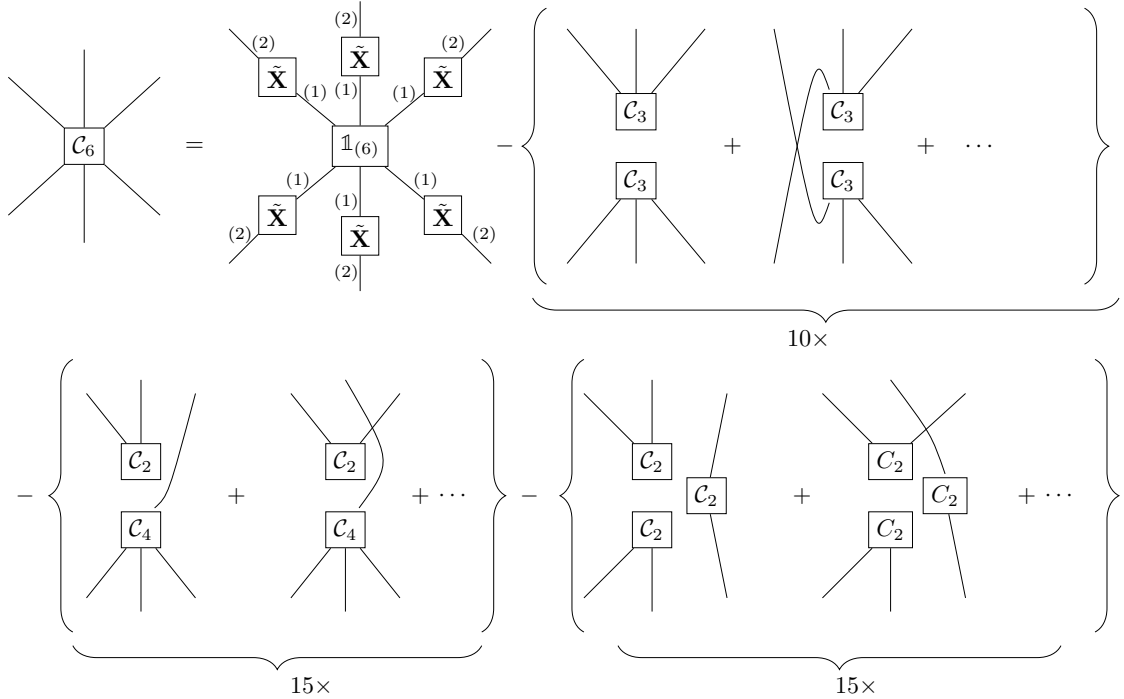 (2)
(2) (2)
X̃ X̃ X̃
(1) (1) (1)
𝒞₃ 𝒞₃
𝒞₆ = 𝟙₍₆₎ − + + ⋯
(1) (1) (1)
𝒞₃ 𝒞₃
X̃ X̃ X̃
(2) (2)
(2)
10×
𝒞₂ 𝒞₂ 𝒞₂ C₂
− + + ⋯ − 𝒞₂ + C₂ + ⋯
𝒞₄ 𝒞₄ 𝒞₂ C₂
15× 15×